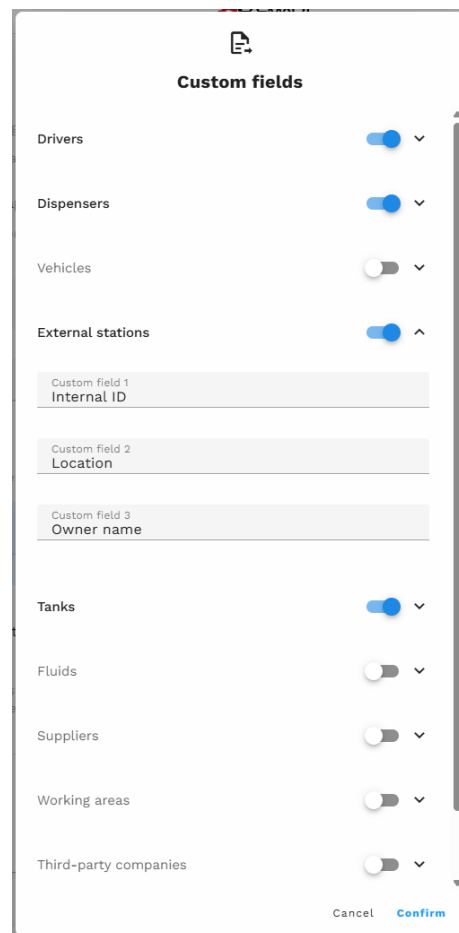 Custom fields
Drivers
Dispensers
Vehicles
External stations
Custom field 1
Internal ID
Custom field 2
Location
Custom field 3
Owner name
Tanks
Fluids
Suppliers
Working areas
Third-party companies
Cancel Confirm